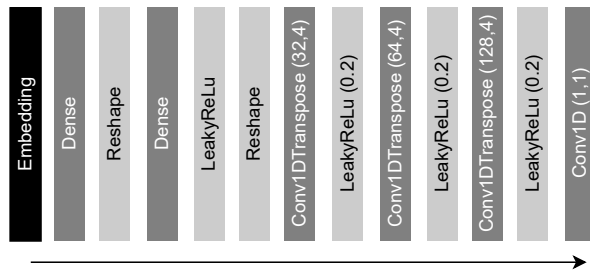 Embedding
Dense
Reshape
Dense
LeakyReLu
Reshape
Conv1DTranspose (32,4)
LeakyReLu (0.2)
Conv1DTranspose (64,4)
LeakyReLu (0.2)
Conv1DTranspose (128,4)
LeakyReLu (0.2)
Conv1D (1,1)